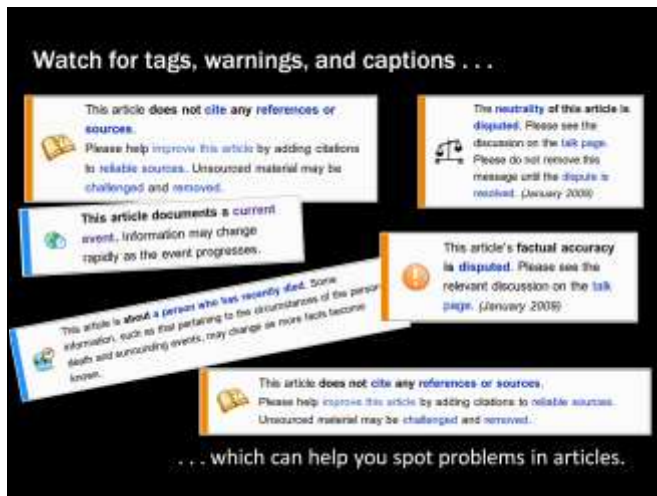 Watch for tags, warnings, and captions . . .
This article does not cite any references or
sources.
Please help improve this article by adding citations
to reliable sources. Unsourced material may be
challenged and removed.
The neutrality of this article is
disputed. Please see the
discussion on the talk page.
Please do not remove this
message until the dispute is
resolved. (January 2009)
This article documents a current
event. Information may change
rapidly as the event progresses.
This article's factual accuracy
is disputed. Please see the
relevant discussion on the talk
page. (January 2009)
This article is about a person who has recently died. Some
information, such as that pertaining to the circumstances of the person
death and surrounding events, may change as more facts become
known.
This article does not cite any references or sources.
Please help improve this article by adding citations to reliable sources.
Unsourced material may be challenged and removed.
. . . which can help you spot problems in articles.